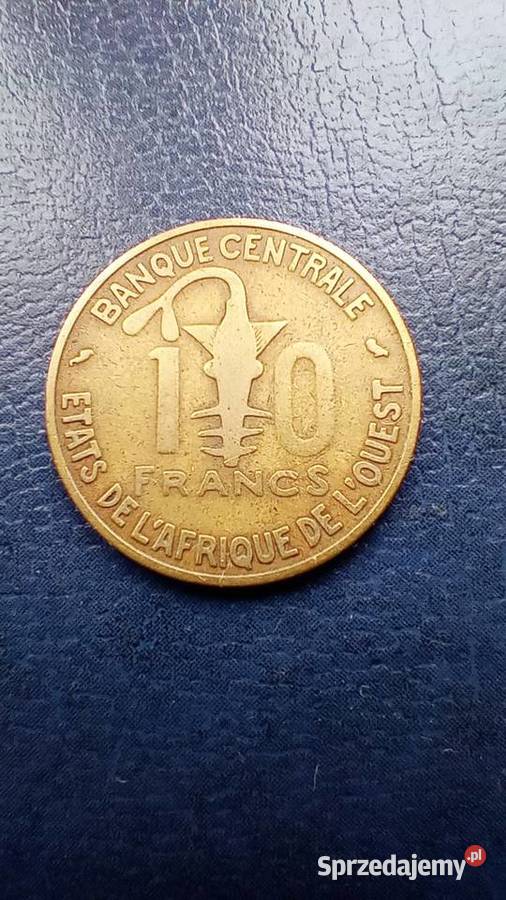 BANQUE CENTRALE
10
FRANCS
ETATS DE L'AFRIQUE DE L'OUEST
Sprzedajemy.pl